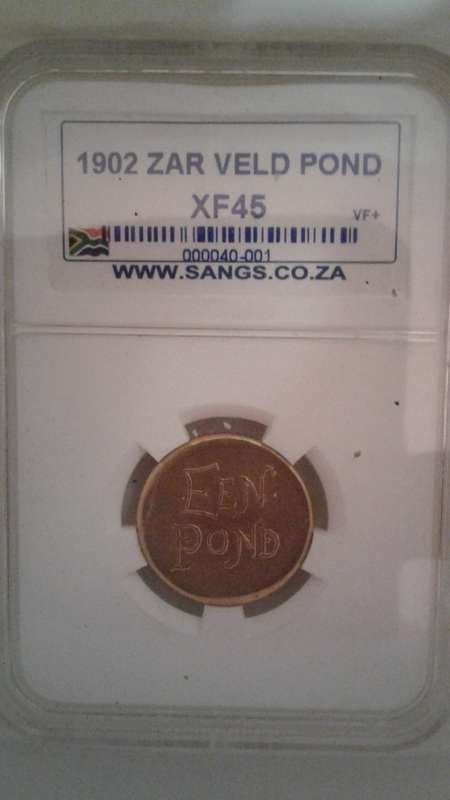 1902 ZAR VELD POND
XF45
VF+
000040-001
WWW.SANGS.CO.ZA
EEN
POND